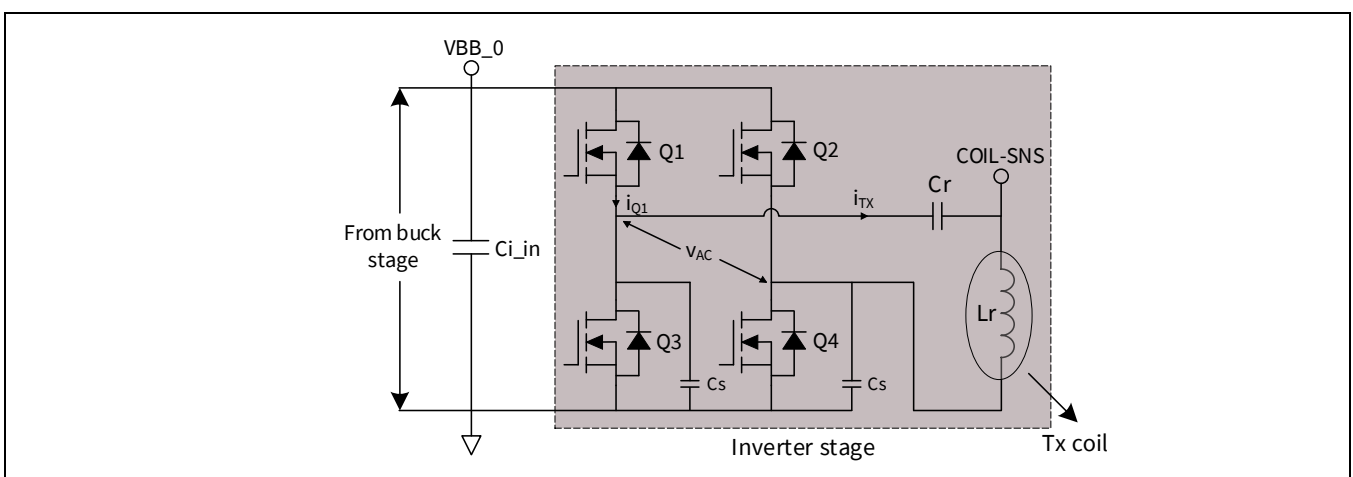 VBB_0
Q1
Q2
COIL-SNS
Cr
iQ1
iTX
From buck
stage
Ci_in
vAC
Lr
Q3
Q4
Cs
Cs
Inverter stage
Tx coil